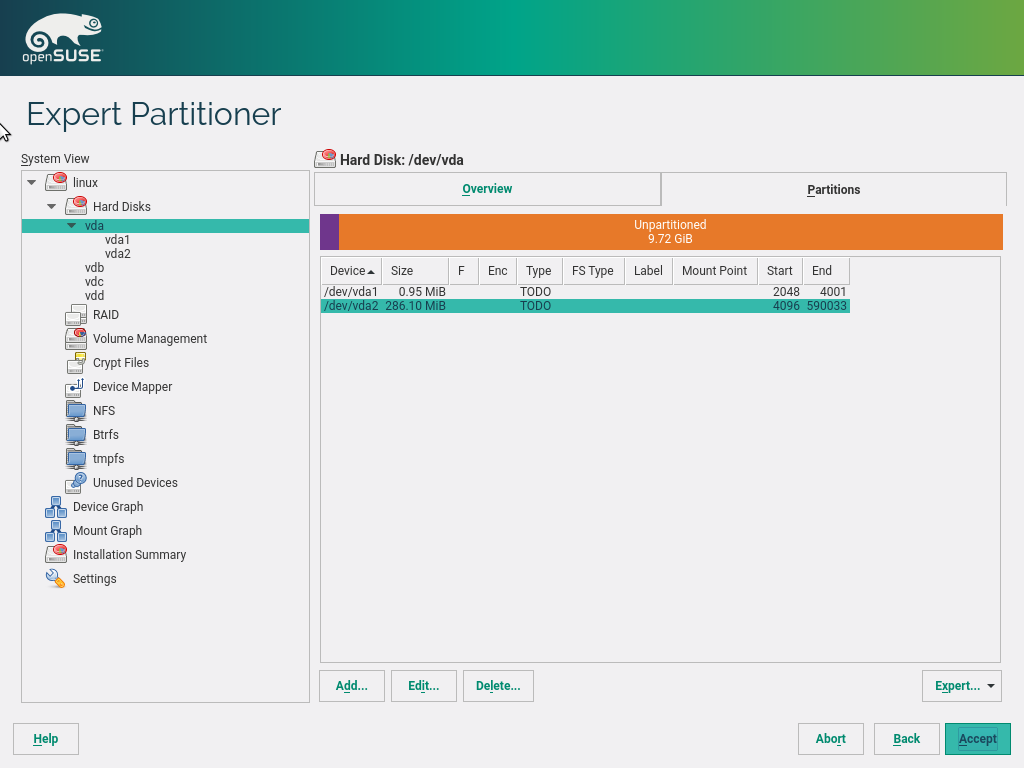 openSUSE
Expert Partitioner
System View
linux
Hard Disks
vda
vda1
vda2
vdb
vdc
vdd
RAID
Volume Management
Crypt Files
Device Mapper
NFS
Btrfs
tmpfs
Unused Devices
Device Graph
Mount Graph
Installation Summary
Settings
Hard Disk: /dev/vda
Overview Partitions
Unpartitioned
9.72 GiB
Device Size F Enc Type FS Type Label Mount Point Start End
/dev/vda1 0.95 MiB TODO 2048 4001
/dev/vda2 286.10 MiB TODO 4096 590033
Add... Edit... Delete... Expert...
Help Abort Back Accept